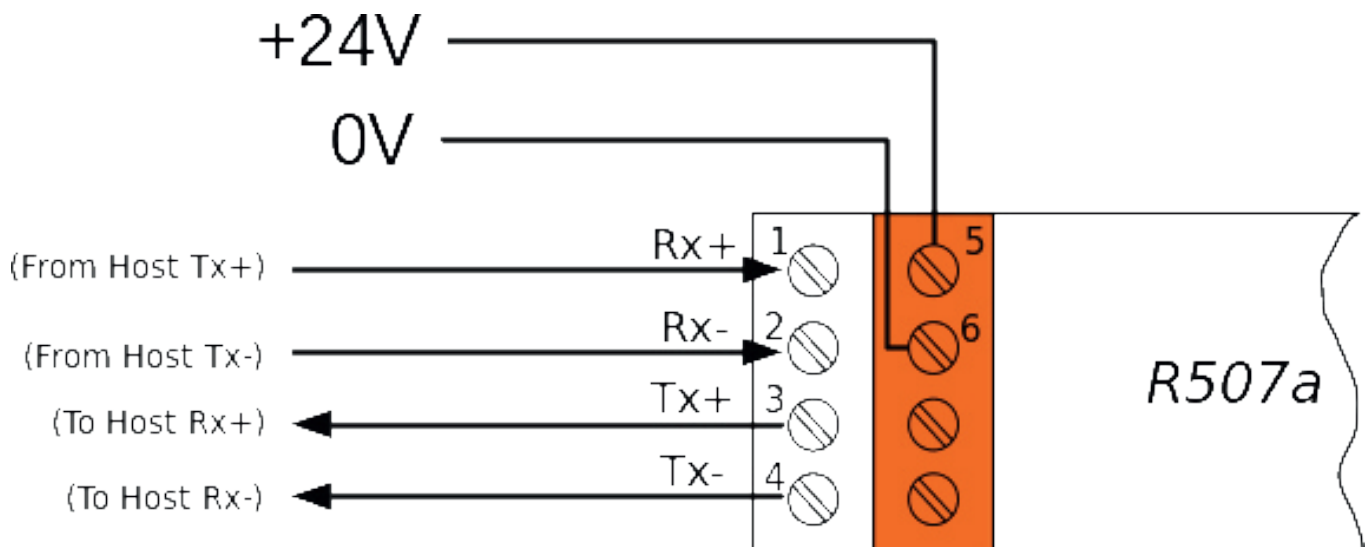 +24V
0V
(From Host Tx+) Rx+ 1 5
(From Host Tx-) Rx- 2 6
(To Host Rx+) Tx+ 3
(To Host Rx-) Tx- 4
R507a